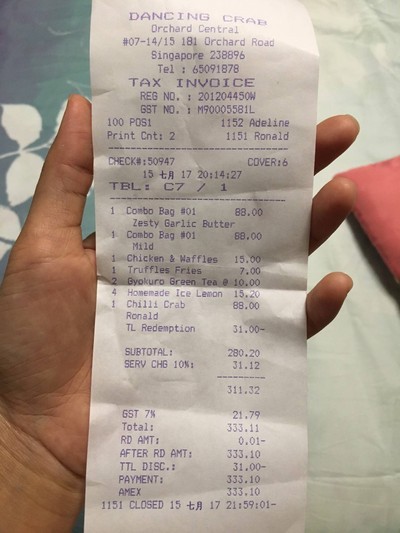 DANCING CRAB
Orchard Central
#07-14/15 181 Orchard Road
Singapore 238896
Tel : 65091878
TAX INVOICE
REG NO. : 201204450W
GST NO. : M90005581L
100 POS1 1152 Adeline
Print Cnt: 2 1151 Ronald
CHECK#:50947 COVER:6
15 七月 17 20:14:27
TBL: C7 / 1
1 Combo Bag #01 88.00
Zesty Garlic Butter
1 Combo Bag #01 88.00
Mild
1 Chicken & Waffles 15.00
1 Truffles Fries 7.00
2 Gyokuro Green Tea @ 10.00
4 Homemade Ice Lemon 15.20
1 Chilli Crab 88.00
Ronald
TL Redemption 31.00-
SUBTOTAL: 280.20
SERV CHG 10%: 31.12
311.32
GST 7% 21.79
Total: 333.11
RD AMT: 0.01-
AFTER RD AMT: 333.10
TTL DISC.: 31.00-
PAYMENT: 333.10
AMEX 333.10
1151 CLOSED 15 七月 17 21:59:01-